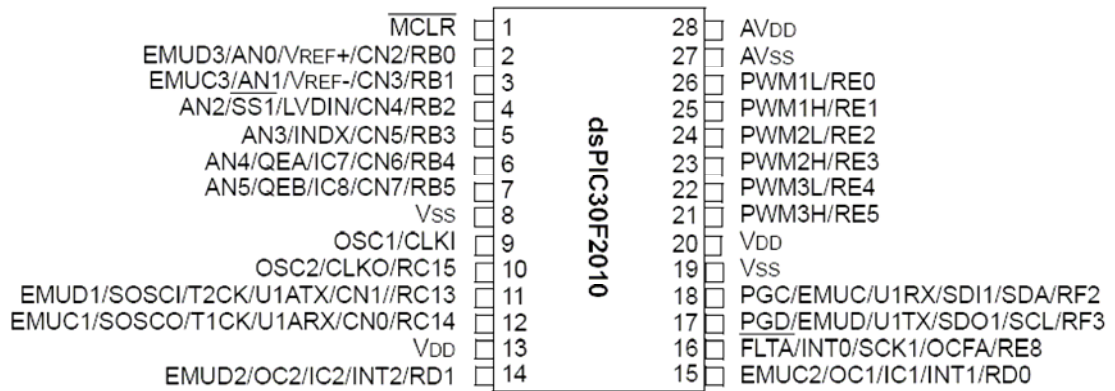 MCLR 1 28 AVDD
EMUD3/AN0/VREF+/CN2/RB0 2 27 AVSS
EMUC3/AN1/VREF-/CN3/RB1 3 26 PWM1L/RE0
AN2/SS1/LVDIN/CN4/RB2 4 25 PWM1H/RE1
AN3/INDX/CN5/RB3 5 24 PWM2L/RE2
AN4/QEA/IC7/CN6/RB4 6 23 PWM2H/RE3
AN5/QEB/IC8/CN7/RB5 7 22 PWM3L/RE4
VSS 8 21 PWM3H/RE5
OSC1/CLKI 9 20 VDD
OSC2/CLKO/RC15 10 19 VSS
EMUD1/SOSCI/T2CK/U1ATX/CN1//RC13 11 18 PGC/EMUC/U1RX/SDI1/SDA/RF2
EMUC1/SOSCO/T1CK/U1ARX/CN0/RC14 12 17 PGD/EMUD/U1TX/SDO1/SCL/RF3
VDD 13 16 FLTA/INT0/SCK1/OCFA/RE8
EMUD2/OC2/IC2/INT2/RD1 14 15 EMUC2/OC1/IC1/INT1/RD0
dsPIC30F2010